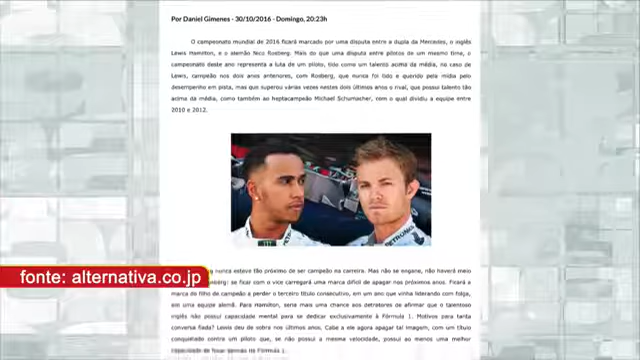 Por Daniel Gimenes - 30/10/2016 - Domingo, 20:23h
O campeonato mundial de 2016 ficará marcado por uma disputa entre a dupla da Mercedes, o inglês
Lewis Hamilton, e o alemão Nico Rosberg. Mais do que uma disputa entre pilotos de um mesmo time, o
campeonato deste ano representa a luta de um piloto, tido como um talento acima da média, no caso de
Lewis, campeão nos dois anos anteriores, com Rosberg, que nunca foi tido e querido pela mídia pelo
desempenho em pista, mas que superou várias vezes nestes dois últimos anos o rival, que possui talento tão
acima da média, como também ao heptacampeão Michael Schumacher, com o qual dividiu a equipe entre
2010 e 2012.
PETRONAS
nunca esteve tão próximo de ser campeão na carreira. Mas não se engane, não haverá meio
fonte: alternativa.co.jp
se ficar com o vice carregará uma marca difícil de apagar nos próximos anos. Ficará a
marca de filho de campeão a perder o terceiro título consecutivo, em um ano que vinha liderando com folga,
em uma equipe alemã. Para Hamilton, seria mais uma chance aos detratores de afirmar que o talentoso
inglês não possui capacidade mental para se dedicar exclusivamente à Fórmula 1. Motivos para tanta
conversa fiada? Lewis deu de sobra nos últimos anos. Cabe a ele agora apagar tal imagem, com um título
conquistado contra um piloto que, se não possui a mesma velocidade, possui ao menos uma melhor
capacidade de focar apenas na Fórmula 1.